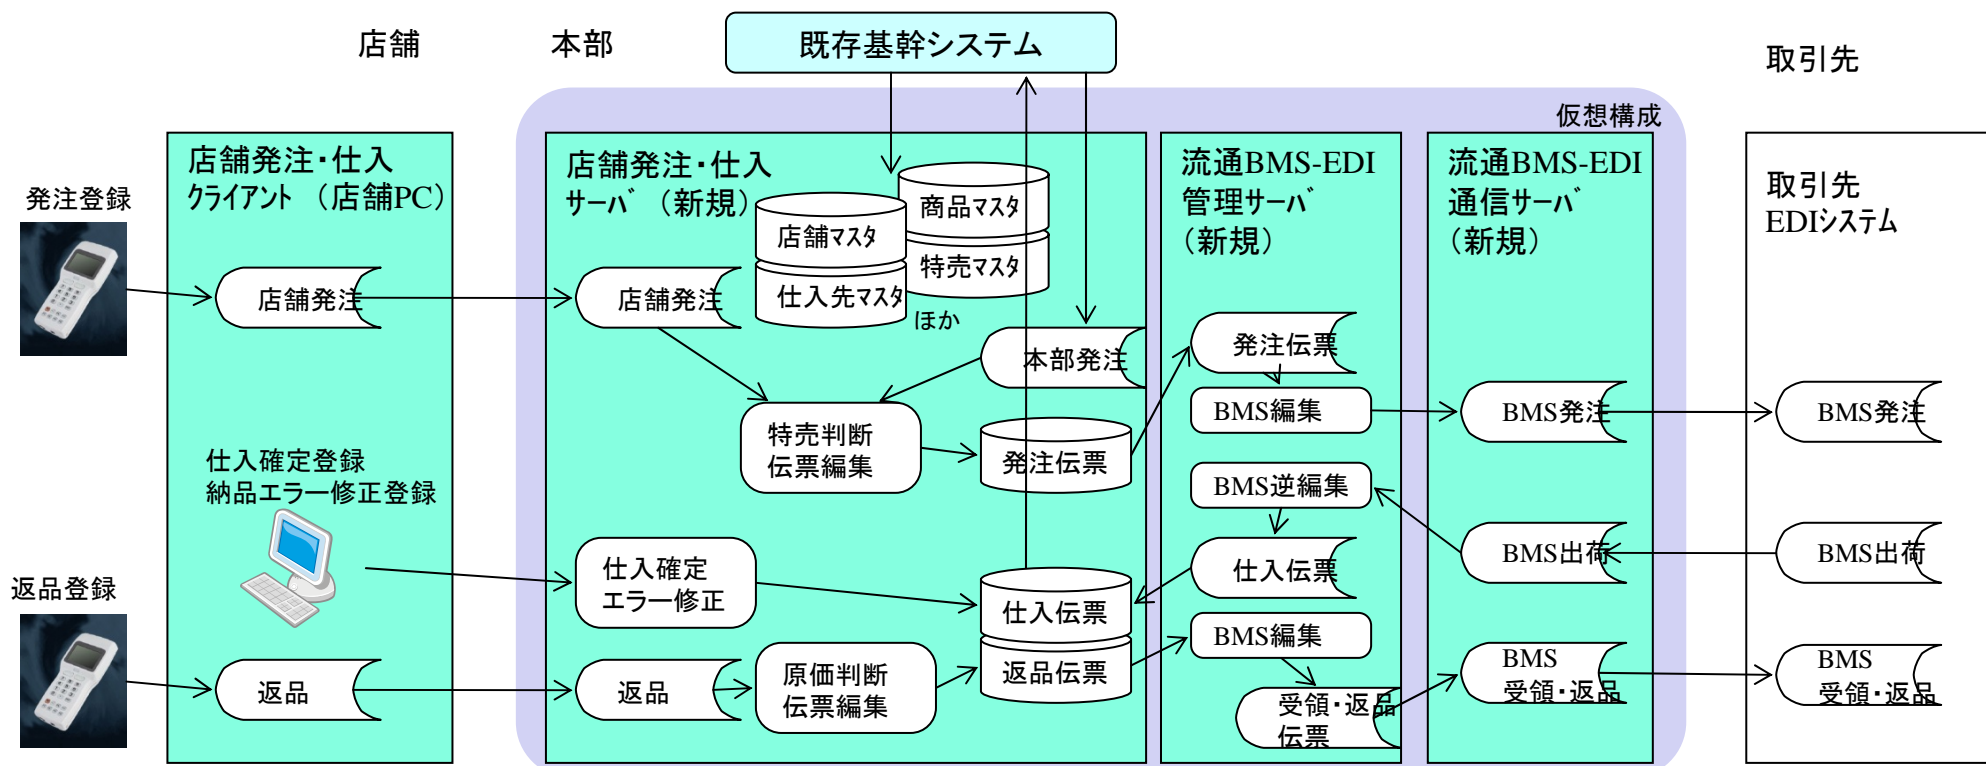 店舗
本部
既存基幹システム
取引先
仮想構成
発注登録
店舗発注・仕入
クライアント （店舗PC）
店舗発注
仕入確定登録
納品エラー修正登録
返品登録
返品
店舗発注・仕入
サーバ （新規）
商品マスタ
店舗マスタ
特売マスタ
仕入先マスタ
ほか
店舗発注
本部発注
特売判断
伝票編集
発注伝票
仕入確定
エラー修正
仕入伝票
返品
原価判断
伝票編集
返品伝票
流通BMS-EDI
管理サーバ
（新規）
発注伝票
BMS編集
BMS逆編集
仕入伝票
BMS編集
受領・返品
伝票
流通BMS-EDI
通信サーバ
（新規）
BMS発注
BMS出荷
BMS
受領・返品
取引先
EDIシステム
BMS発注
BMS出荷
BMS
受領・返品